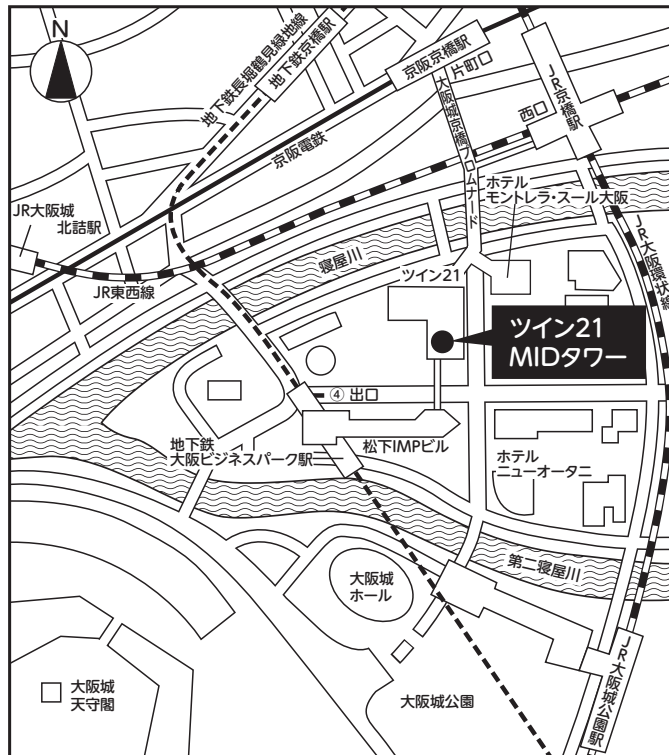 N
地下鉄長堀鶴見緑地線
地下鉄京橋駅
京阪京橋駅
片町口
JR京橋駅
大阪城京橋プロムナード
西口
京阪電鉄
ホテル
モントレラ・スール大阪
JR大阪城
北詰駅
JR東西線
寝屋川
ツイン21
JR大阪環状線
ツイン21
MIDタワー
④ 出口
地下鉄
大阪ビジネスパーク駅
松下IMPビル
ホテル
ニューオータニ
第二寝屋川
大阪城
ホール
大阪城
天守閣
大阪城公園
JR大阪城公園駅